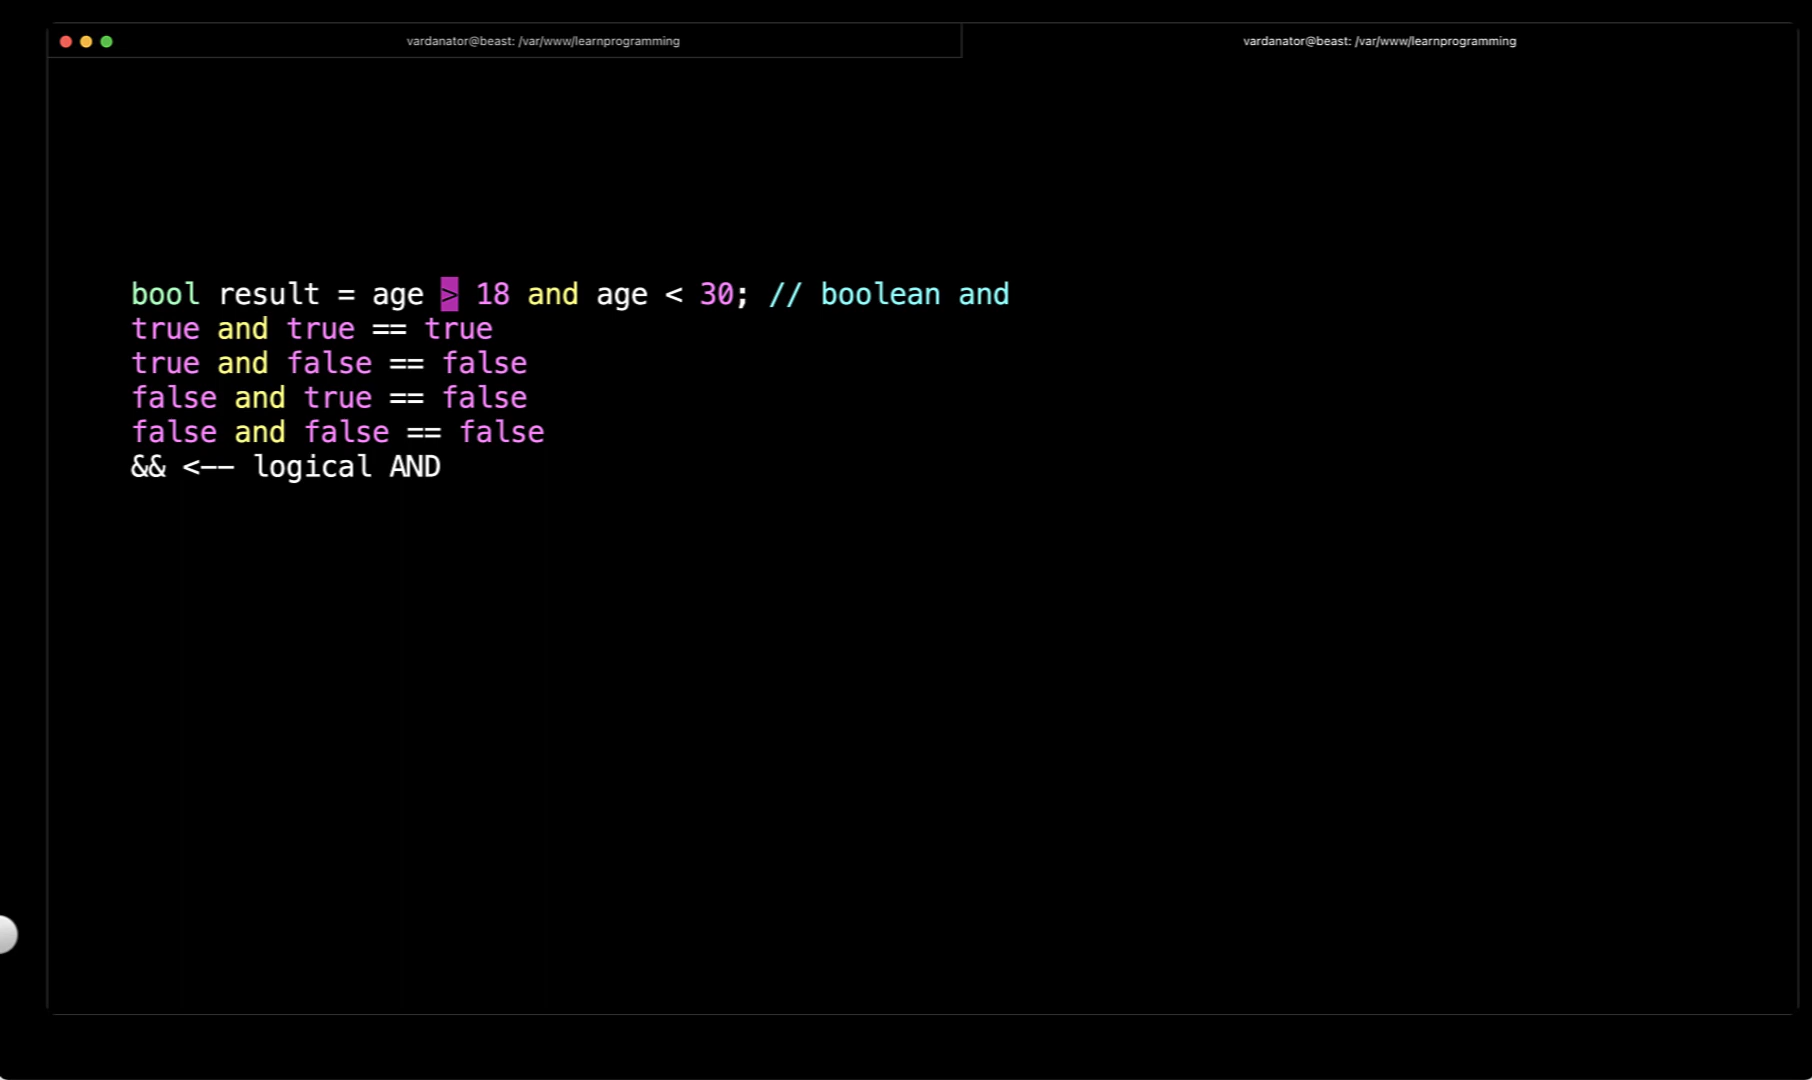 vardanator@beast: /var/www/learnprogramming
vardanator@beast: /var/www/learnprogramming
bool result = age > 18 and age < 30; // boolean and
true and true == true
true and false == false
false and true == false
false and false == false
&& <-- logical AND